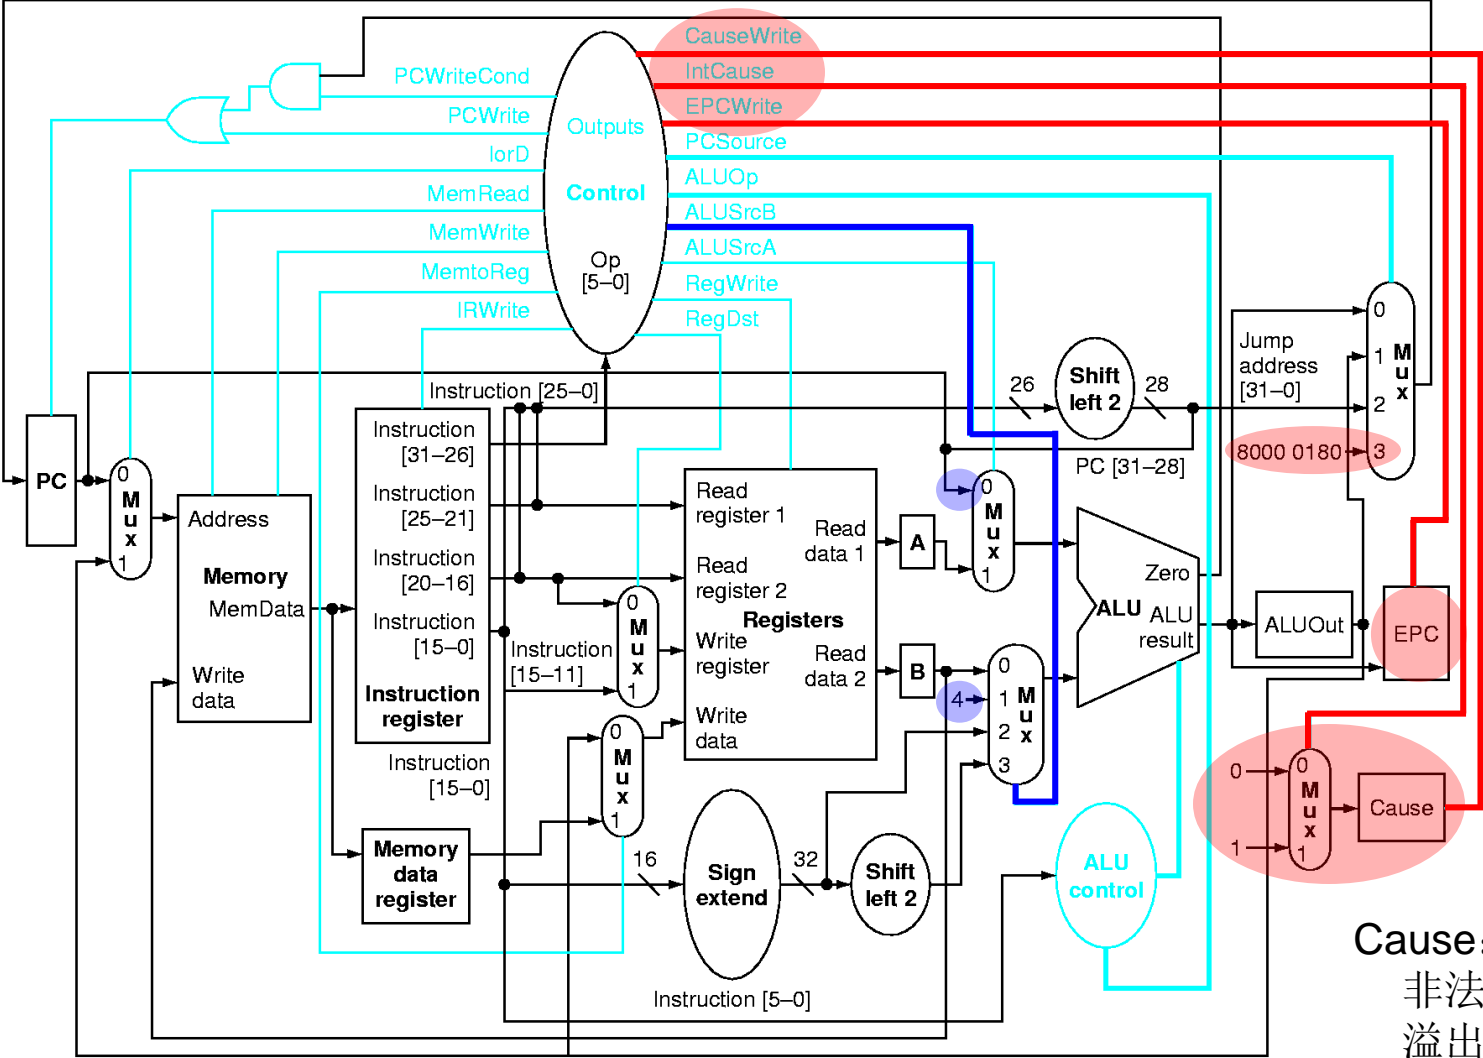 CauseWrite
IntCause
EPCWrite
PCSource
ALUOp
ALUSrcB
ALUSrcA
RegWrite
RegDst
PCWriteCond
PCWrite
IorD
MemRead
MemWrite
MemtoReg
IRWrite
Outputs
Control
Op
[5–0]
Instruction [25–0]
26
Shift
left 2
28
Jump
address
[31–0]
0
1
2
3
M
u
x
8000 0180
PC [31–28]
PC
0
M
u
x
1
Address
Memory
MemData
Write
data
Instruction
[31–26]
Instruction
[25–21]
Instruction
[20–16]
Instruction
[15–0]
Instruction
register
Instruction
[15–11]
Instruction
[15–0]
0
M
u
x
1
0
M
u
x
1
Read
register 1
Read
register 2
Registers
Write
register
Write
data
Read
data 1
Read
data 2
A
B
4
0
M
u
x
1
0
1
2
3
M
u
x
Zero
ALU
ALU
result
ALUOut
EPC
0
1
0
M
u
x
1
Cause
Memory
data
register
16
Sign
extend
32
Shift
left 2
ALU
control
Instruction [5–0]
Cause
非法
溢出